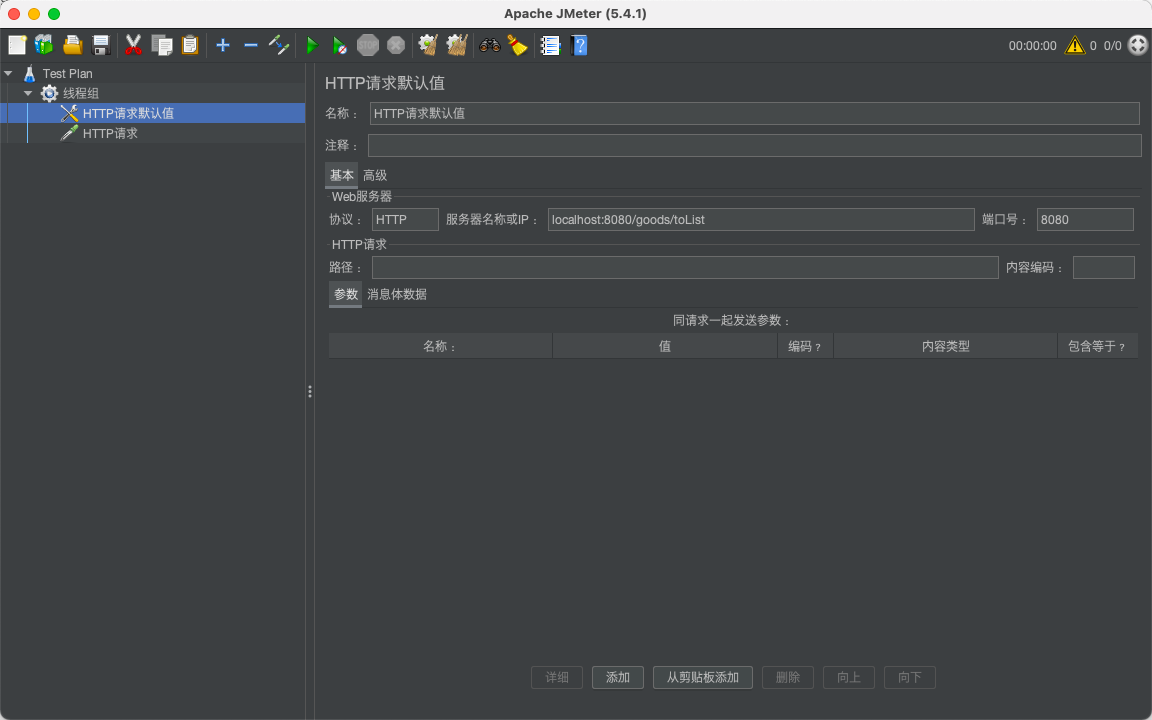 Apache JMeter (5.4.1)
STOP
00:00:00 0 0/0
Test Plan
线程组
HTTP请求默认值
HTTP请求
HTTP请求默认值
名称： HTTP请求默认值
注释：
基本 高级
Web服务器
协议： HTTP 服务器名称或IP： localhost:8080/goods/toList 端口号： 8080
HTTP请求
路径： 内容编码：
参数 消息体数据
同请求一起发送参数：
名称： 值 编码？ 内容类型 包含等于？
详细 添加 从剪贴板添加 删除 向上 向下